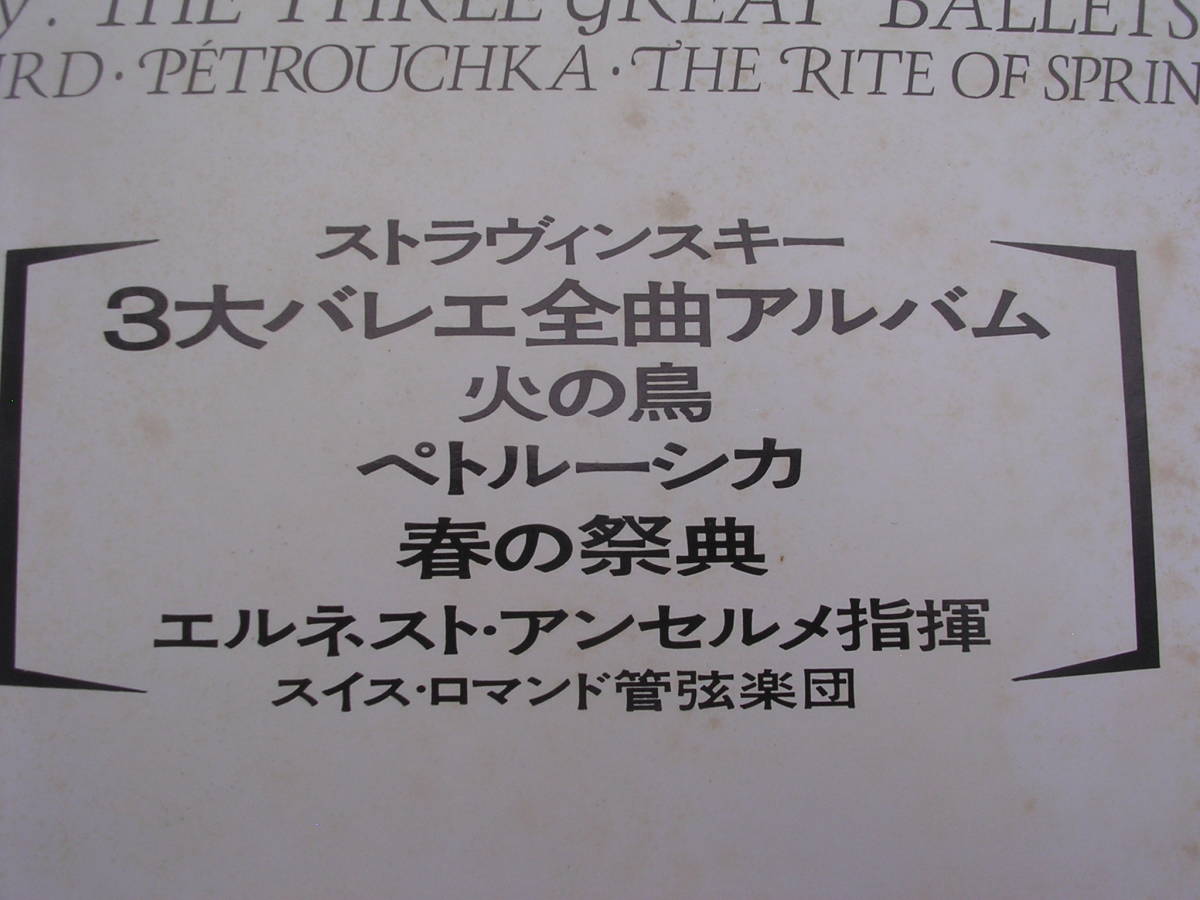 y: THE THREE GREAT BALLETS
IRD · PÉTROUCHKA · THE RITE OF SPRIN
ストラヴィンスキー
3大バレエ全曲アルバム
火の鳥
ペトルーシカ
春の祭典
エルネスト·アンセルメ指揮
スイス·ロマンド管弦楽団